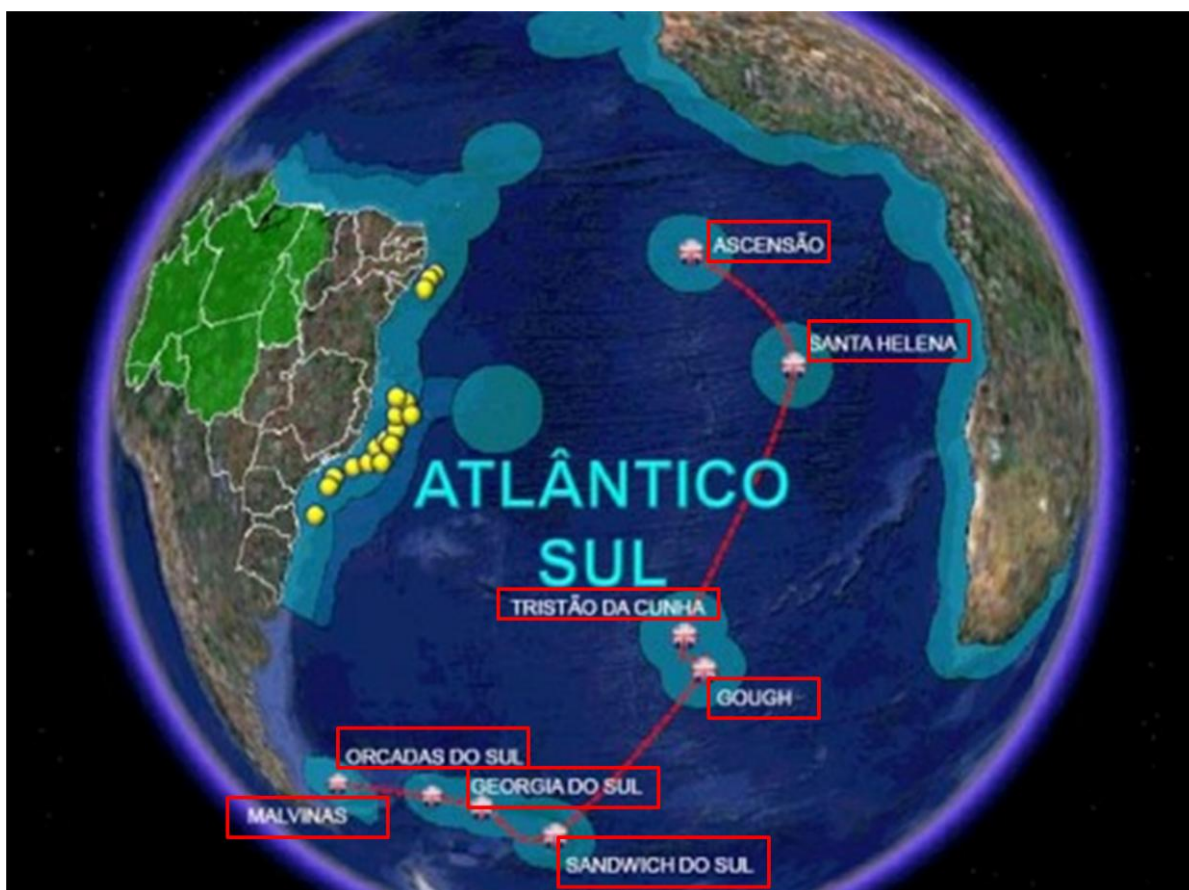 ASCENSÃO
SANTA HELENA
ATLÂNTICO
SUL
TRISTÃO DA CUNHA
GOUGH
ORCADAS DO SUL
GEORGIA DO SUL
MALVINAS
SANDWICH DO SUL